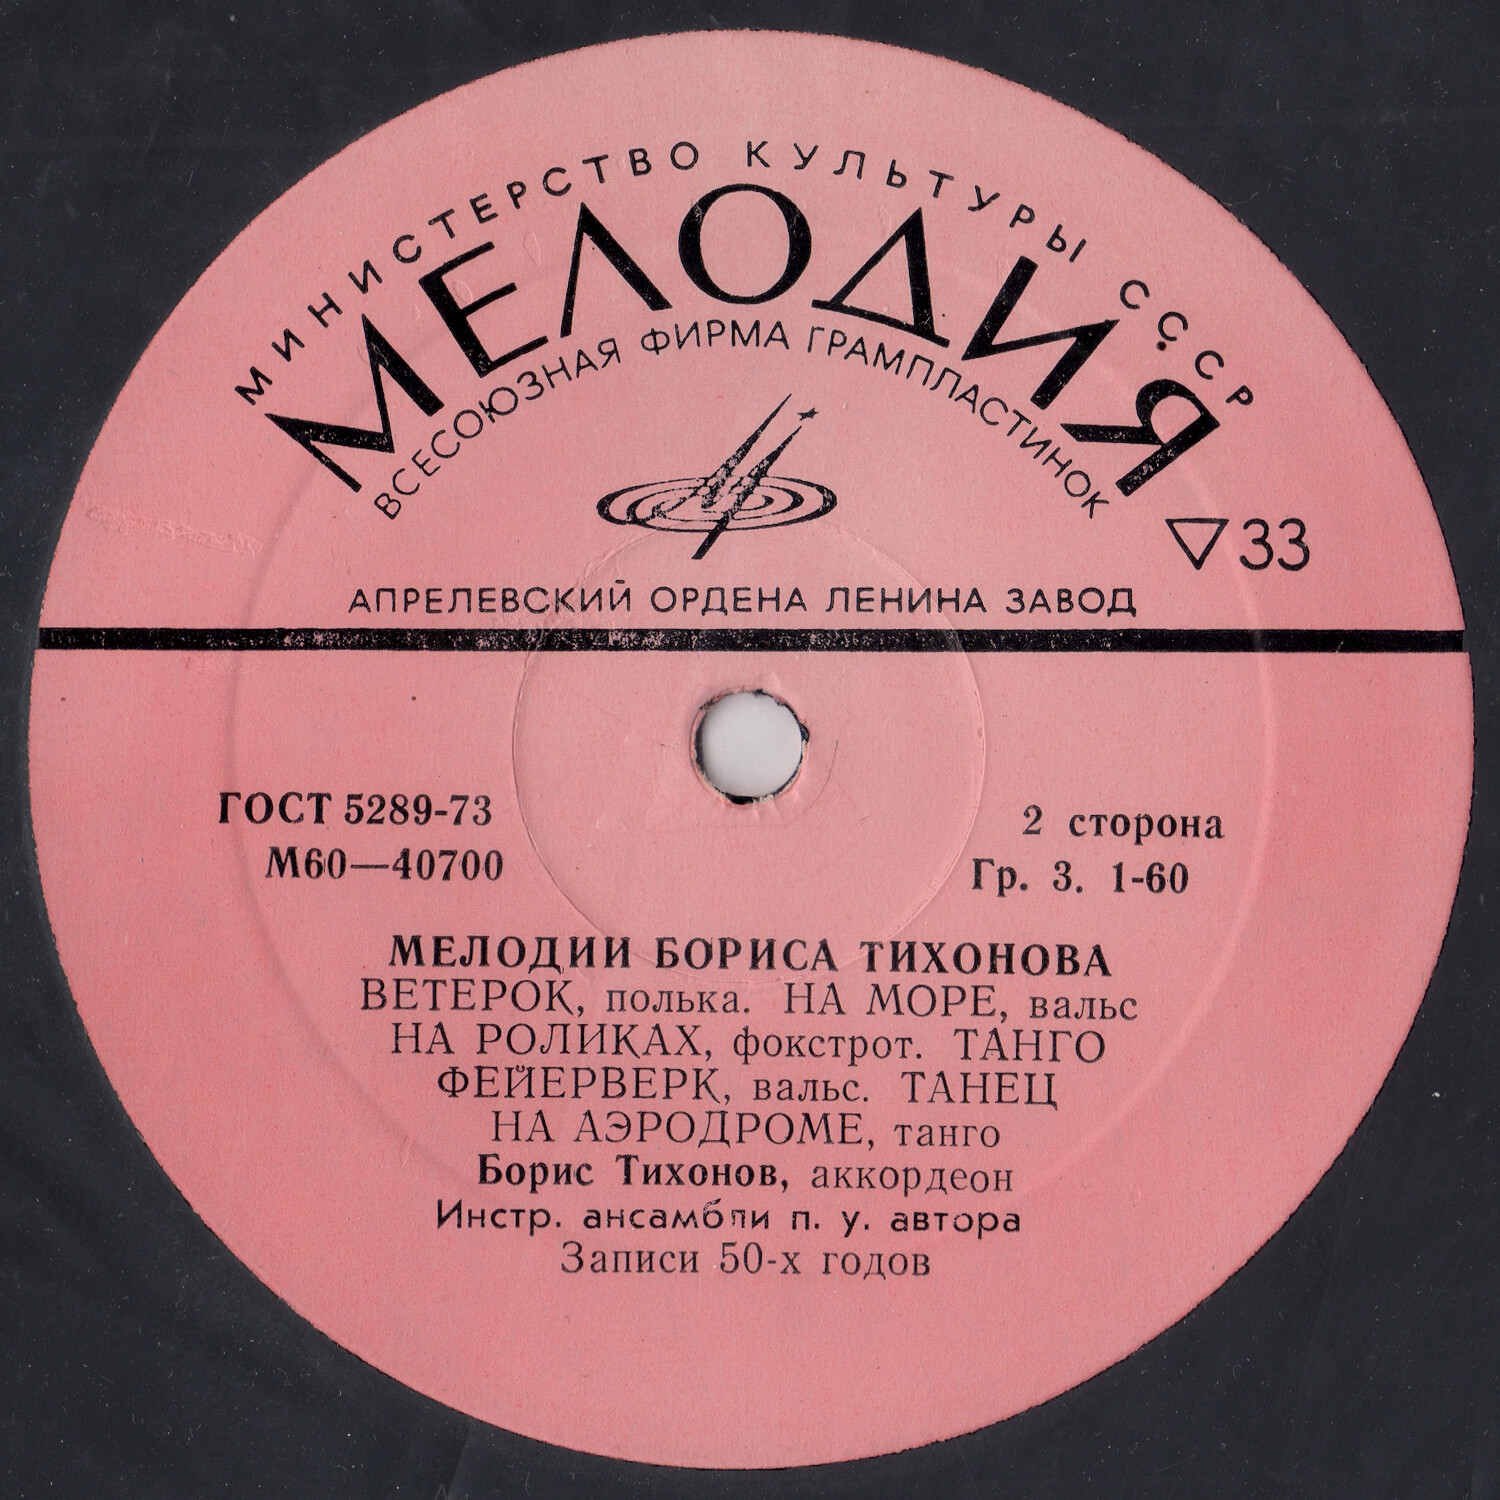 МИНИСТЕРСТВО КУЛЬТУРЫ СССР
МЕЛОДИЯ
ВСЕСОЮЗНАЯ ФИРМА ГРАМПЛАСТИНОК
▽33
АПРЕЛЕВСКИЙ ОРДЕНА ЛЕНИНА ЗАВОД
ГОСТ 5289-73
М60—40700
2 сторона
Гр. 3. 1-60
МЕЛОДИИ БОРИСА ТИХОНОВА
ВЕТЕРОК, полька. НА МОРЕ, вальс
НА РОЛИКАХ, фокстрот. ТАНГО
ФЕЙЕРВЕРК, вальс. ТАНЕЦ
НА АЭРОДРОМЕ, танго
Борис Тихонов, аккордеон
Инстр. ансамбли п. у. автора
Записи 50-х годов